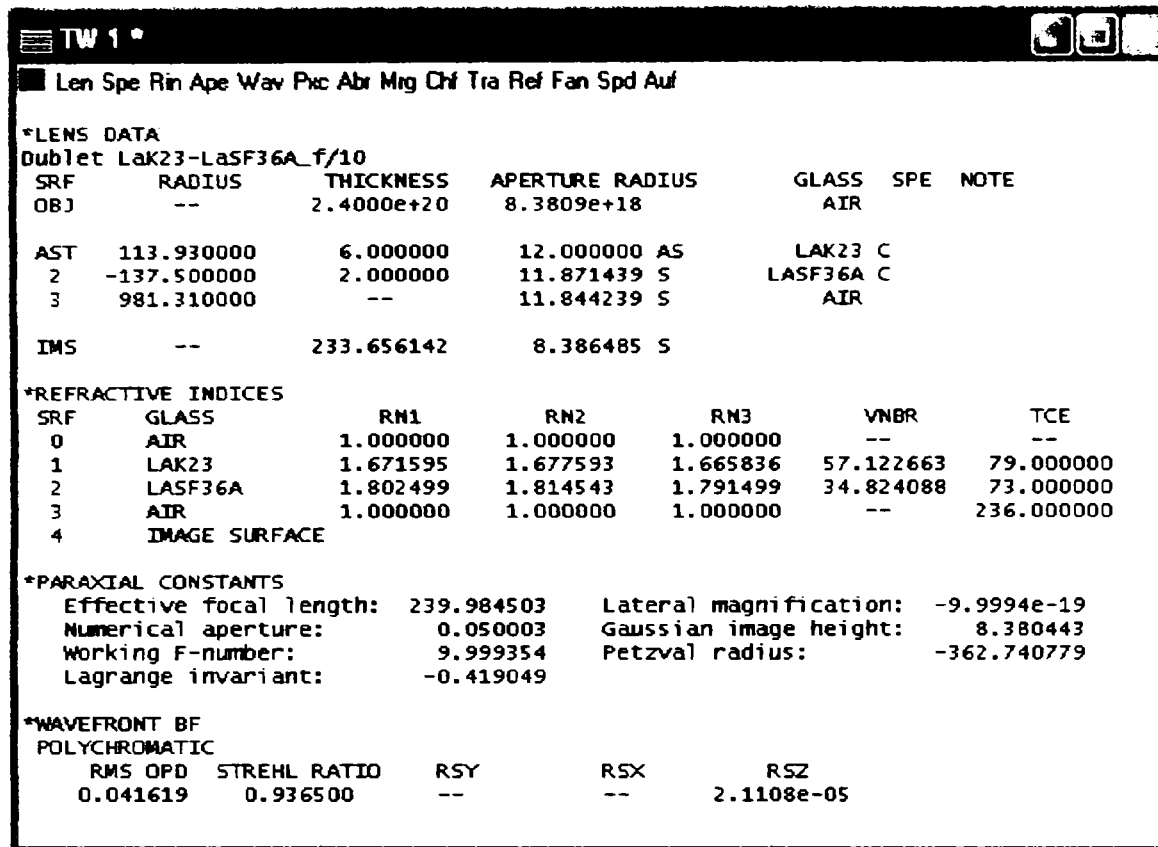 TW 1 *
Len Spe Rin Ape Wav Pxc Abr Mrg Chf Tra Ref Fan Spd Auf
*LENS DATA
Dublet LaK23-LaSF36A_f/10
SRF RADIUS THICKNESS APERTURE RADIUS GLASS SPE NOTE
OBJ -- 2.4000e+20 8.3809e+18 AIR
AST 113.930000 6.000000 12.000000 AS LAK23 C
2 -137.500000 2.000000 11.871439 S LASF36A C
3 981.310000 -- 11.844239 S AIR
IMS -- 233.656142 8.386485 S
*REFRACTIVE INDICES
SRF GLASS RN1 RN2 RN3 VNBR TCE
0 AIR 1.000000 1.000000 1.000000 -- --
1 LAK23 1.671595 1.677593 1.665836 57.122663 79.000000
2 LASF36A 1.802499 1.814543 1.791499 34.824088 73.000000
3 AIR 1.000000 1.000000 1.000000 -- 236.000000
4 IMAGE SURFACE
*PARAXIAL CONSTANTS
Effective focal length: 239.984503 Lateral magnification: -9.9994e-19
Numerical aperture: 0.050003 Gaussian image height: 8.380443
Working F-number: 9.999354 Petzval radius: -362.740779
Lagrange invariant: -0.419049
*WAVEFRONT BF
POLYCHROMATIC
RMS OPD STREHL RATIO RSY RSX RSZ
0.041619 0.936500 -- -- 2.1108e-05